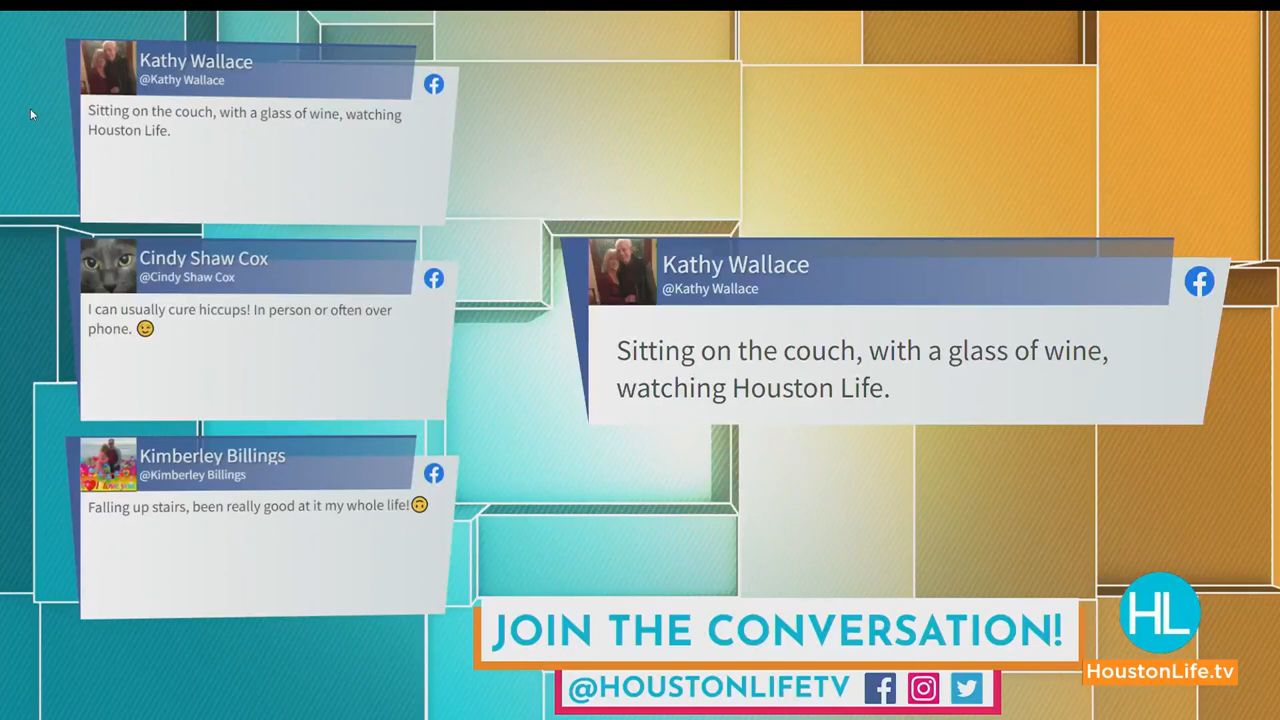 Kathy Wallace
@Kathy Wallace
Sitting on the couch, with a glass of wine, watching
Houston Life.
Cindy Shaw Cox
@Cindy Shaw Cox
I can usually cure hiccups! In person or often over
phone. 😉
Kimberley Billings
@Kimberley Billings
I love you
Falling up stairs, been really good at it my whole life!🙃
Kathy Wallace
@Kathy Wallace
Sitting on the couch, with a glass of wine,
watching Houston Life.
JOIN THE CONVERSATION!
@HOUSTONLIFETV
HL
HoustonLife.tv